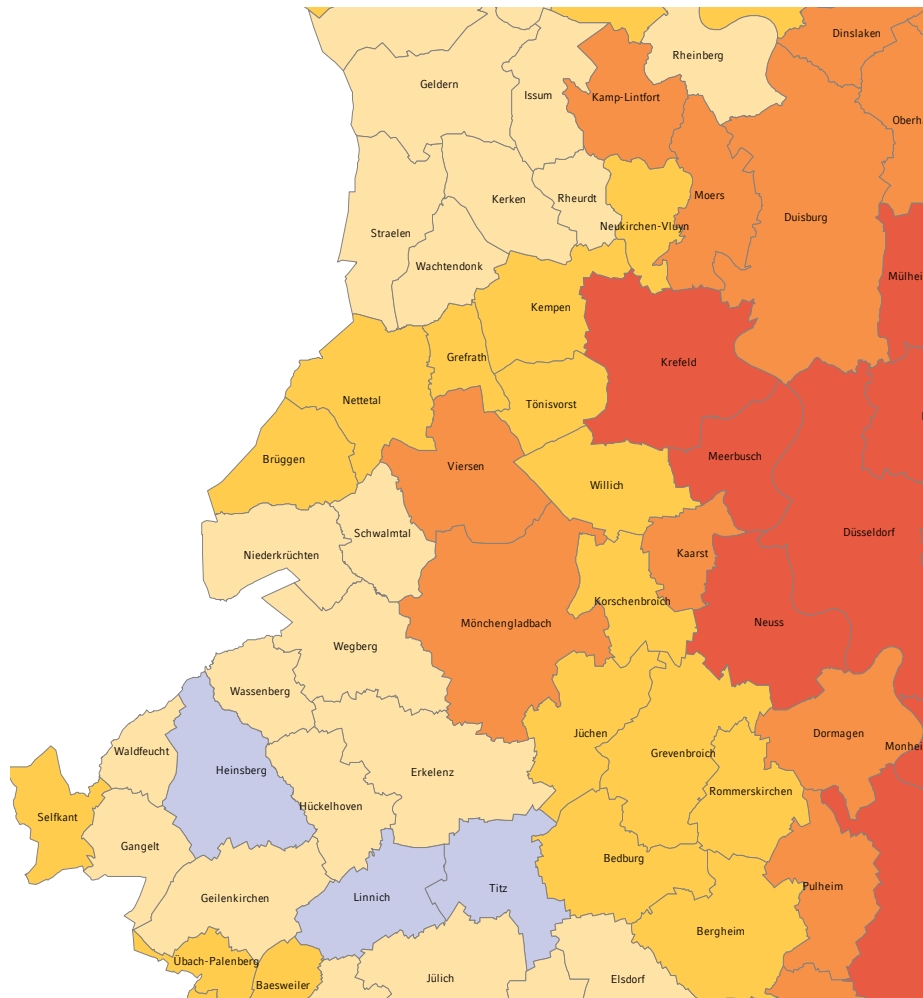 Dinslaken
Rheinberg
Geldern
Issum
Kamp-Lintfort
Oberh
Moers
Kerken
Rheurdt
Duisburg
Neukirchen-Vluyn
Straelen
Wachtendonk
Mülhei
Kempen
Grefrath
Krefeld
Nettetal
Tönisvorst
Meerbusch
Brüggen
Viersen
Willich
Schwalmtal
Düsseldorf
Niederkrüchten
Kaarst
Korschenbroich
Mönchengladbach
Neuss
Wegberg
Wassenberg
Jüchen
Dormagen
Monhei
Waldfeucht
Grevenbroich
Heinsberg
Erkelenz
Rommerskirchen
Hückelhoven
Selfkant
Gangelt
Bedburg
Pulheim
Titz
Linnich
Geilenkirchen
Bergheim
Übach-Palenberg
Jülich
Elsdorf
Baesweiler